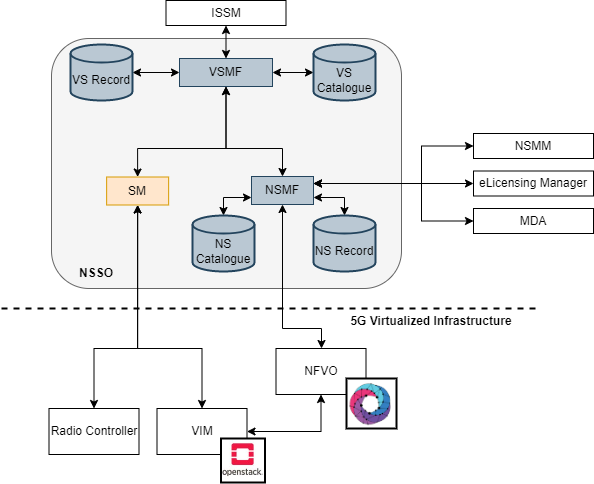 ISSM
VS Record
VSMF
VS
Catalogue
SM
NSMF
NSMM
eLicensing Manager
MDA
NS
Catalogue
NS Record
NSSO
5G Virtualized Infrastructure
NFVO
Radio Controller
VIM
openstack.